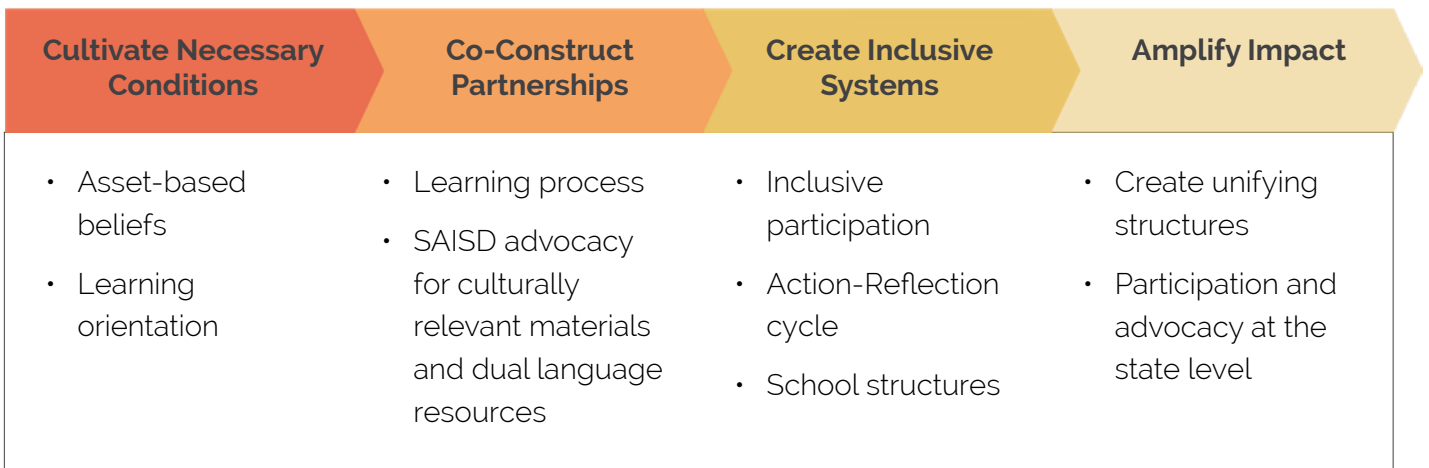 Cultivate Necessary
Conditions
Co-Construct
Partnerships
Create Inclusive
Systems
Amplify Impact
• Asset-based
beliefs
• Learning
orientation
• Learning process
• SAISD advocacy
for culturally
relevant materials
and dual language
resources
• Inclusive
participation
• Action-Reflection
cycle
• School structures
• Create unifying
structures
• Participation and
advocacy at the
state level